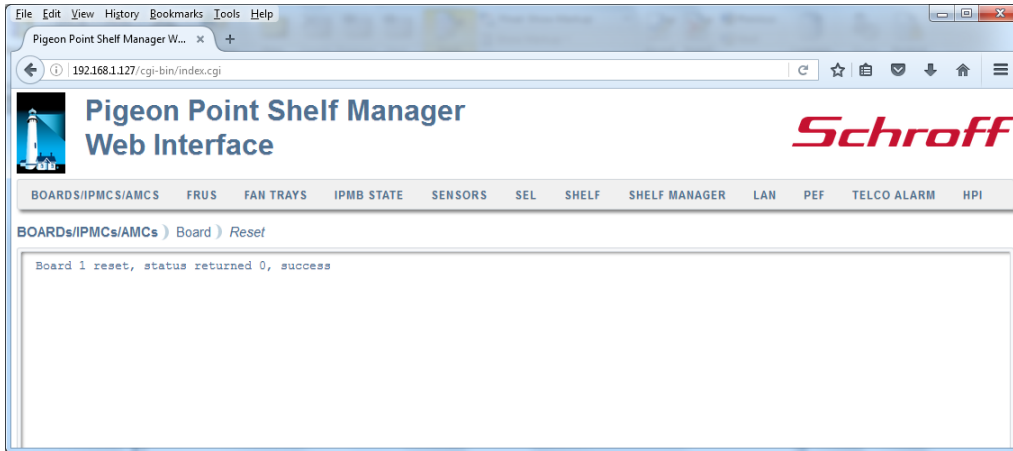 File Edit View History Bookmarks Tools Help
Pigeon Point Shelf Manager W... × +
192.168.1.127/cgi-bin/index.cgi
Pigeon Point Shelf Manager
Web Interface
Schroff
BOARDS/IPMCS/AMCS FRUS FAN TRAYS IPMB STATE SENSORS SEL SHELF SHELF MANAGER LAN PEF TELCO ALARM HPI
BOARDs/IPMCs/AMCs ) Board ) Reset
Board 1 reset, status returned 0, success